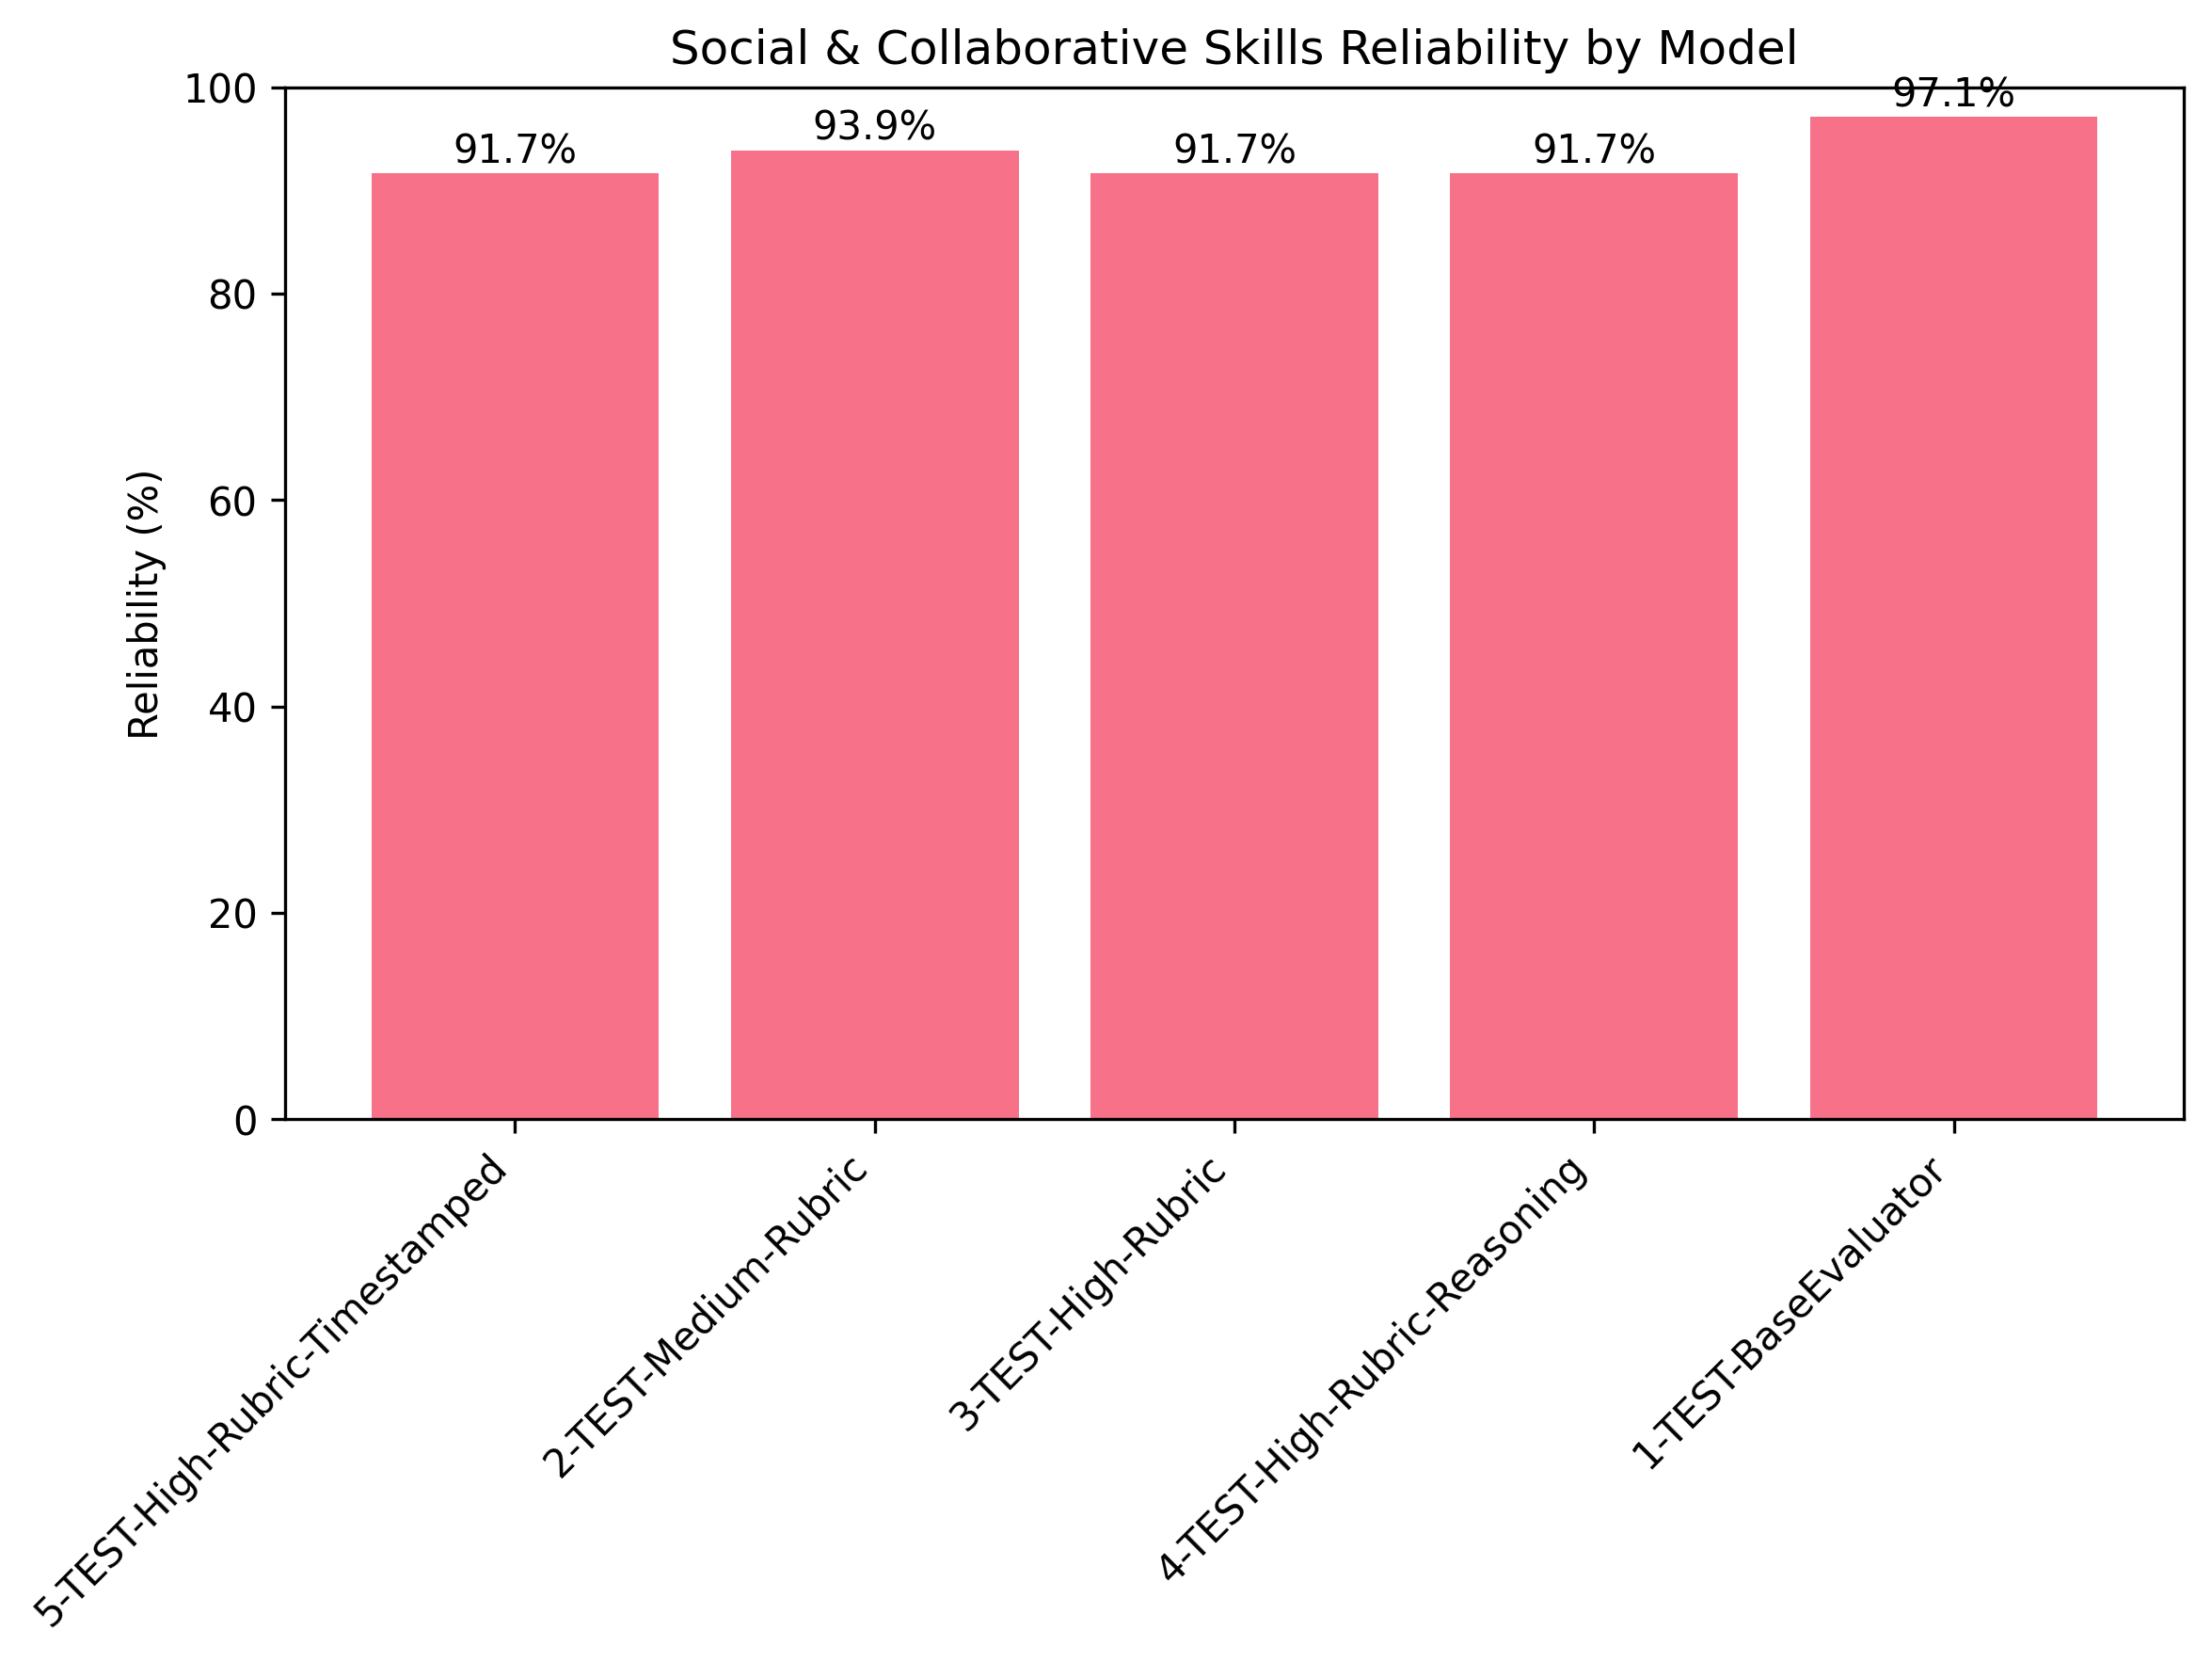 Social & Collaborative Skills Reliability by Model
100
80
60
40
20
0
Reliability (%)
91.7%
93.9%
91.7%
91.7%
97.1%
5-TEST-High-Rubric-Timestamped
2-TEST-Medium-Rubric
3-TEST-High-Rubric
4-TEST-High-Rubric-Reasoning
1-TEST-BaseEvaluator